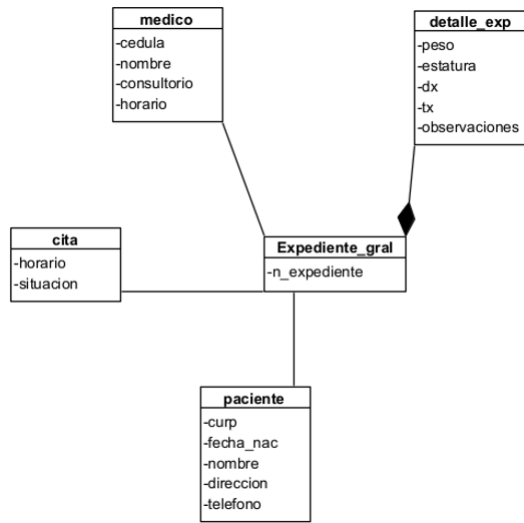 medico
-cedula
-nombre
-consultorio
-horario
detalle_exp
-peso
-estatura
-dx
-tx
-observaciones
cita
-horario
-situacion
Expediente_gral
-n_expediente
paciente
-curp
-fecha_nac
-nombre
-direccion
-telefono